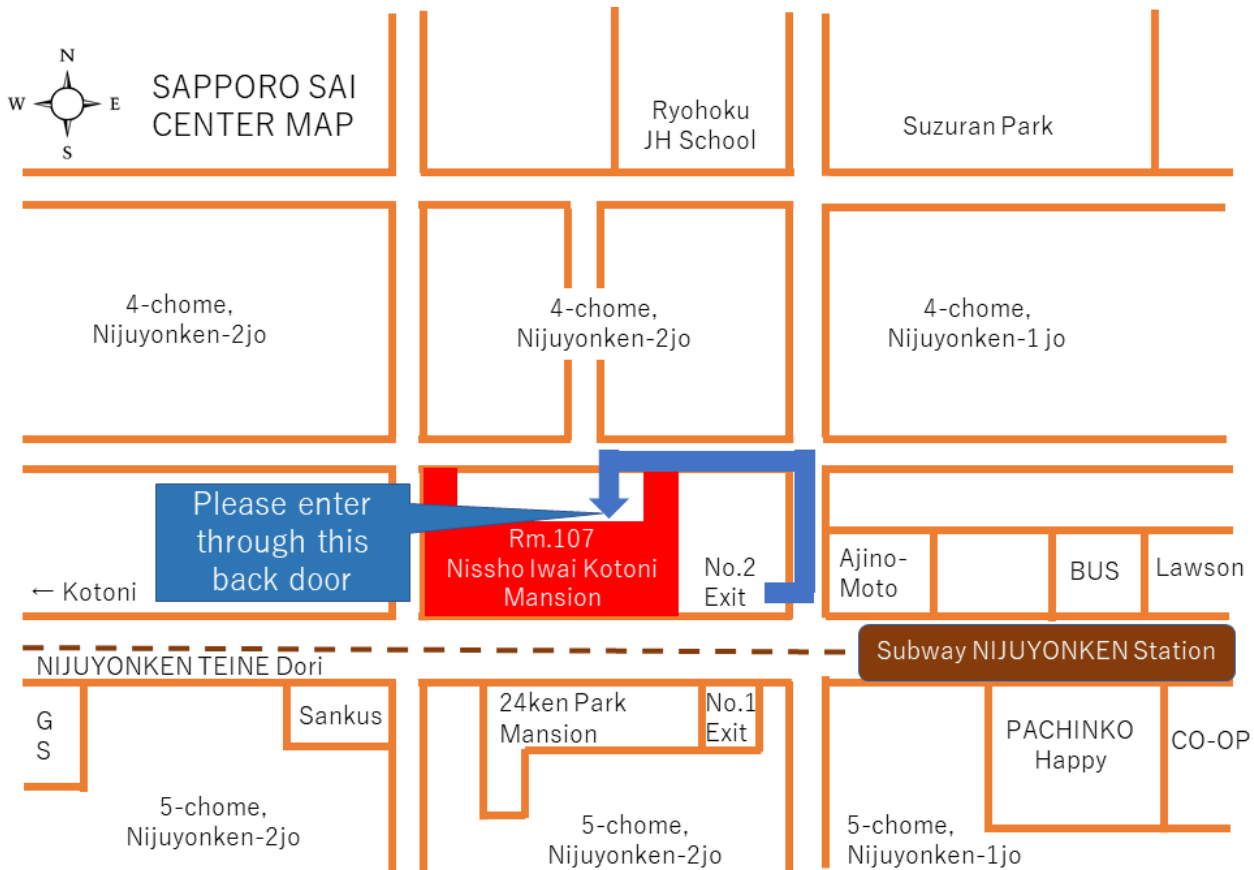 N
W
E
S
SAPPORO SAI
CENTER MAP
Ryohoku
JH School
Suzuran Park
4-chome,
Nijuyonken-2jo
4-chome,
Nijuyonken-2jo
4-chome,
Nijuyonken-1 jo
Please enter
through this
back door
Rm.107
Nissho Iwai Kotoni
Mansion
No.2
Exit
Ajino-
Moto
BUS
Lawson
← Kotoni
Subway NIJUYONKEN Station
NIJUYONKEN TEINE Dori
G
S
Sankus
24ken Park
Mansion
No.1
Exit
PACHINKO
Happy
CO-OP
5-chome,
Nijuyonken-2jo
5-chome,
Nijuyonken-2jo
5-chome,
Nijuyonken-1jo